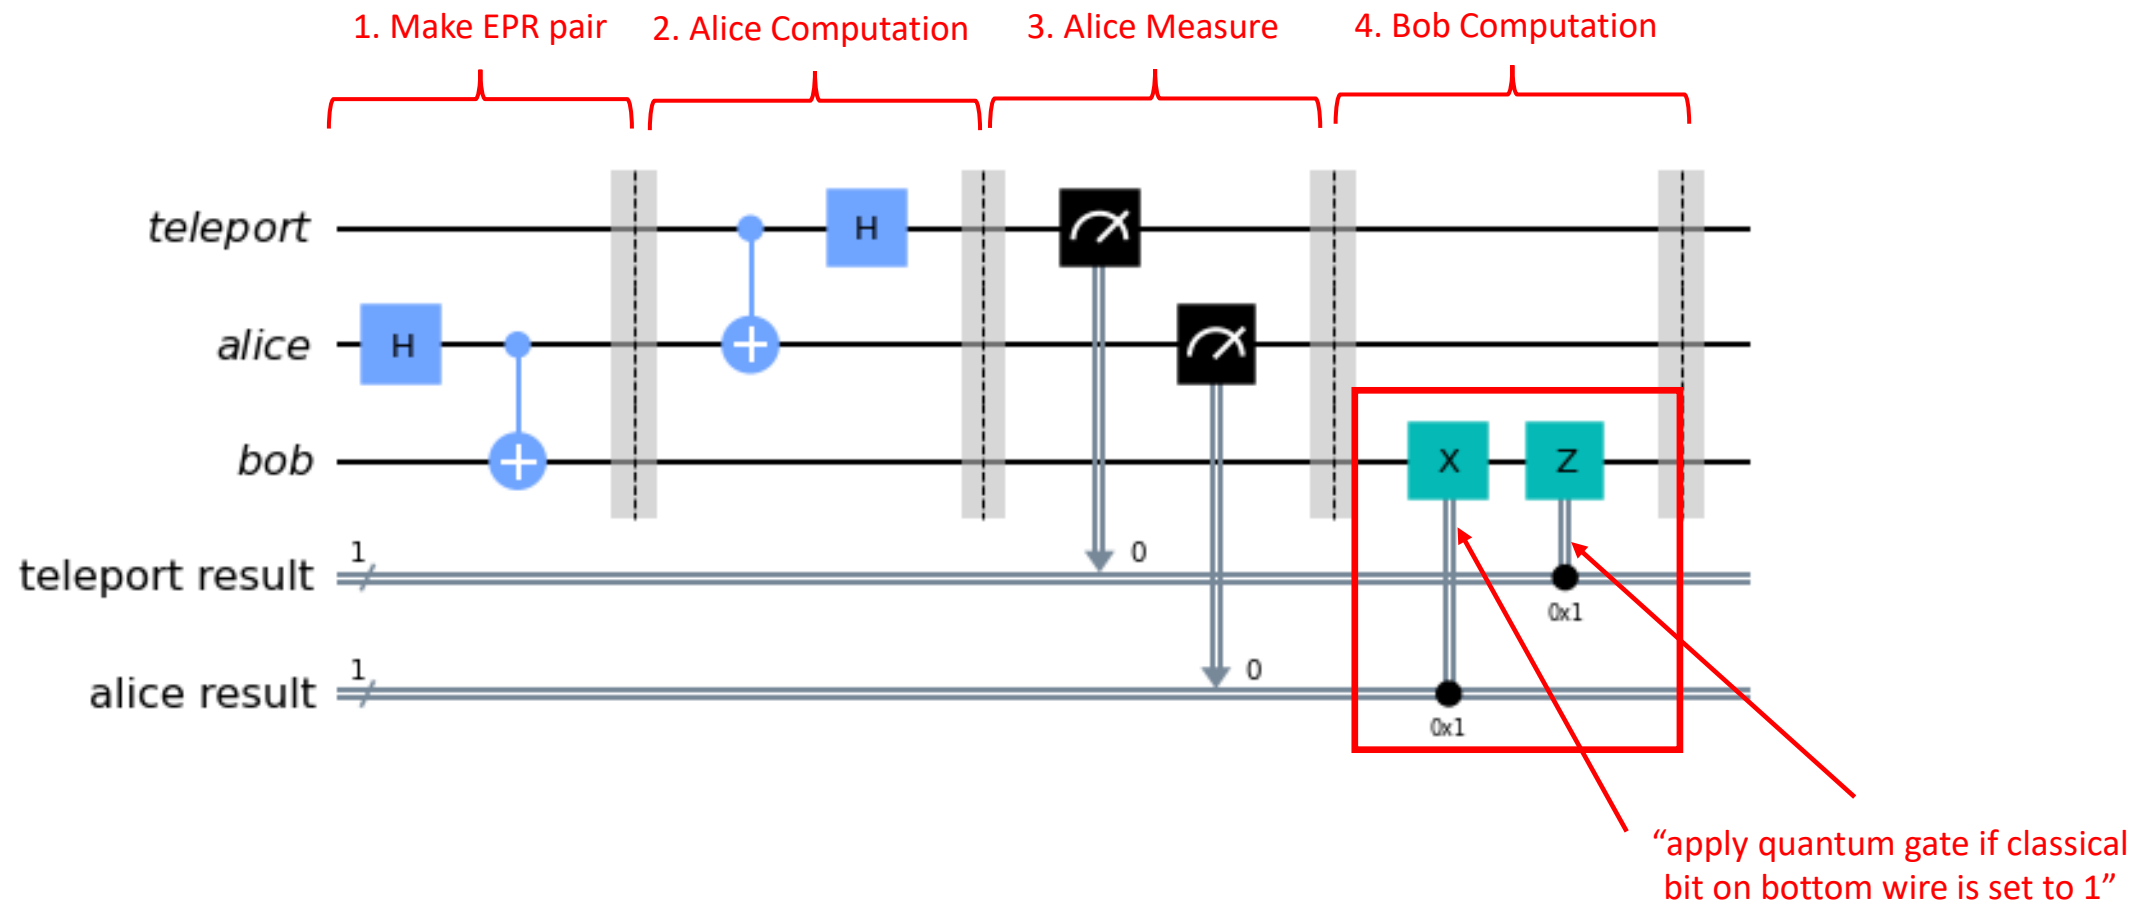 1. Make EPR pair
2. Alice Computation
3. Alice Measure
4. Bob Computation
teleport
H
alice
H
bob
X
Z
teleport result
1
0
0x1
alice result
1
0
0x1
“apply quantum gate if classical
bit on bottom wire is set to 1”